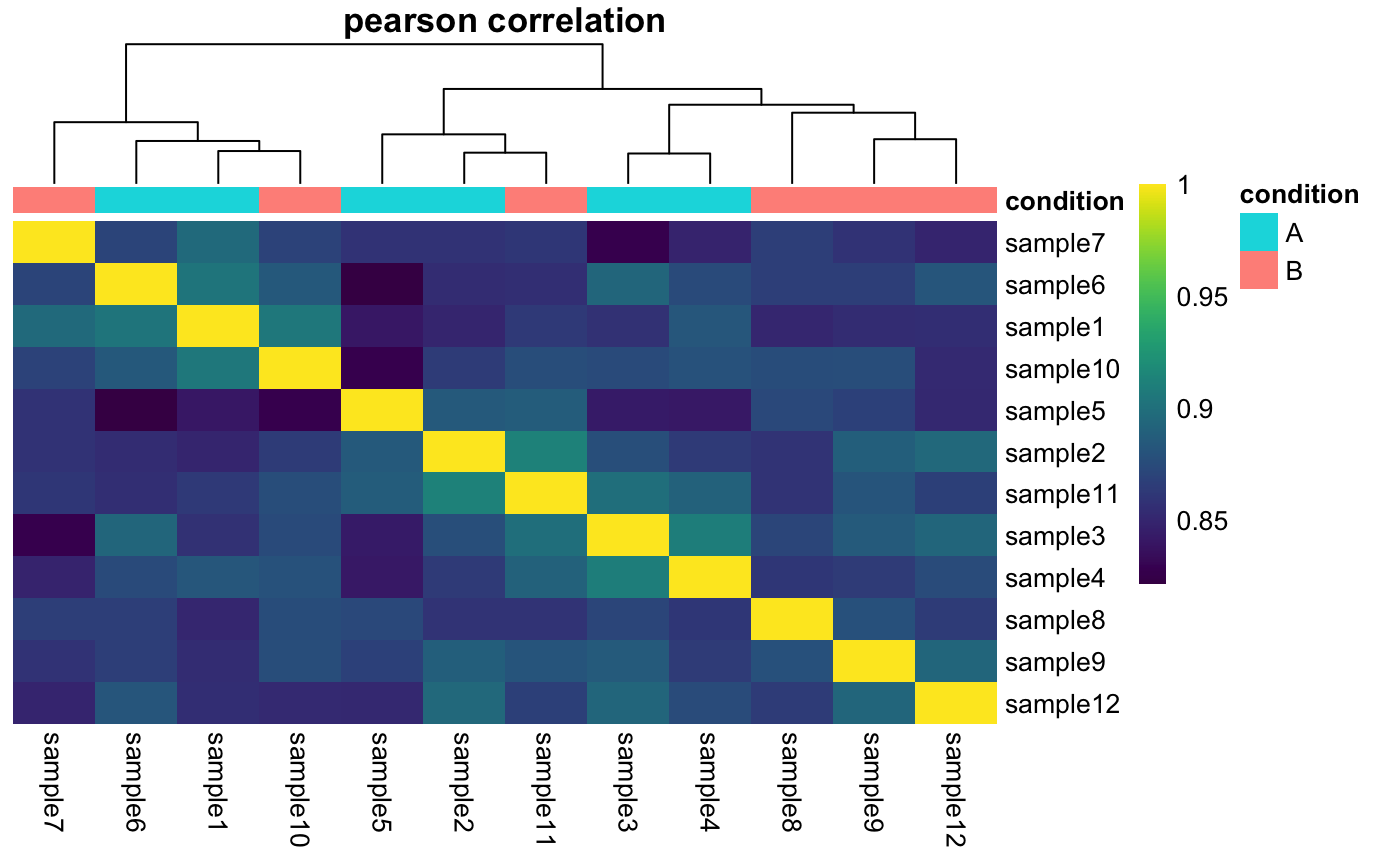 pearson correlation
condition
sample7
sample6
sample1
sample10
sample5
sample2
sample11
sample3
sample4
sample8
sample9
sample12
1
0.95
0.9
0.85
condition
A
B
sample7
sample6
sample1
sample10
sample5
sample2
sample11
sample3
sample4
sample8
sample9
sample12